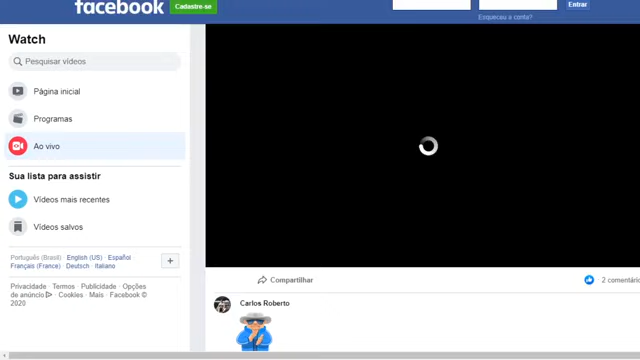 facebook
Cadastre-se
Esqueceu a conta?
Entrar
Watch
Pesquisar vídeos
Página inicial
Programas
Ao vivo
Sua lista para assistir
Vídeos mais recentes
Vídeos salvos
Português (Brasil) English (US) Español
Français (France) Deutsch Italiano
Privacidade · Termos · Publicidade · Opções
de anúncio · Cookies · Mais · Facebook ©
2020
Compartilhar
2 comentário
Carlos Roberto